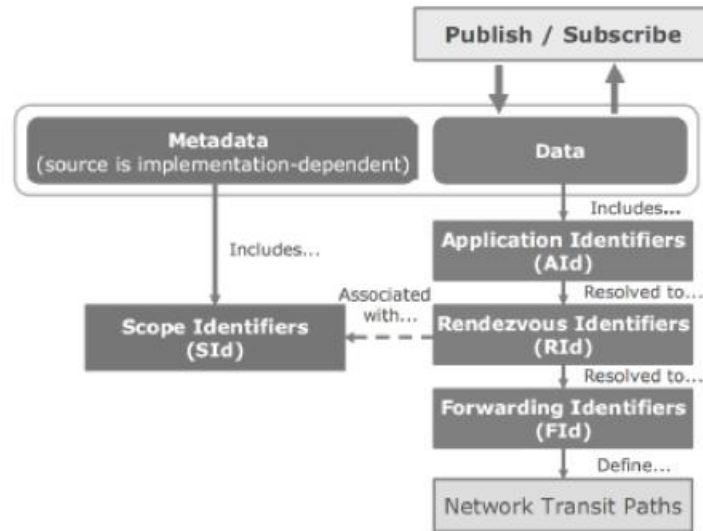 Publish / Subscribe
Metadata
(source is implementation-dependent)
Data
Includes...
Includes...
Application Identifiers
(AId)
Resolved to...
Associated
with...
Scope Identifiers
(SId)
Rendezvous Identifiers
(RId)
Resolved to...
Forwarding Identifiers
(FId)
Define...
Network Transit Paths